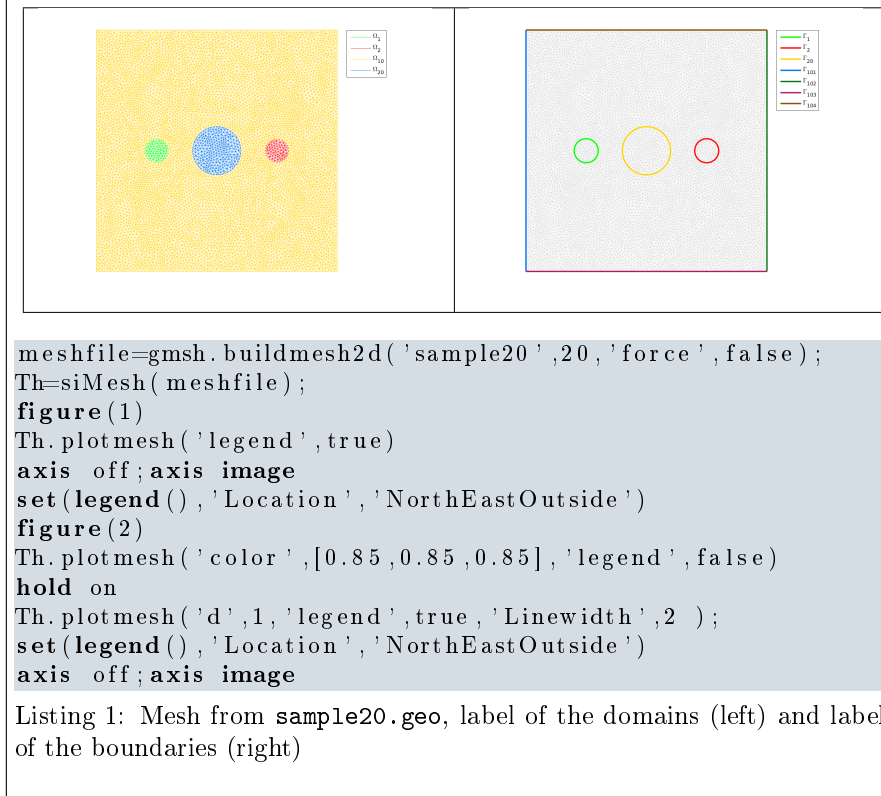 Ω1
Ω2
Ω10
Ω20
Γ1
Γ2
Γ20
Γ101
Γ102
Γ103
Γ104
meshfile=gmsh.buildmesh2d('sample20',20,'force',false);
Th=siMesh(meshfile);
figure(1)
Th.plotmesh('legend',true)
axis off;axis image
set(legend(),'Location','NorthEastOutside')
figure(2)
Th.plotmesh('color',[0.85,0.85,0.85],'legend',false)
hold on
Th.plotmesh('d',1,'legend',true,'Linewidth',2 );
set(legend(),'Location','NorthEastOutside')
axis off;axis image
Listing 1: Mesh from sample20.geo, label of the domains (left) and label
of the boundaries (right)